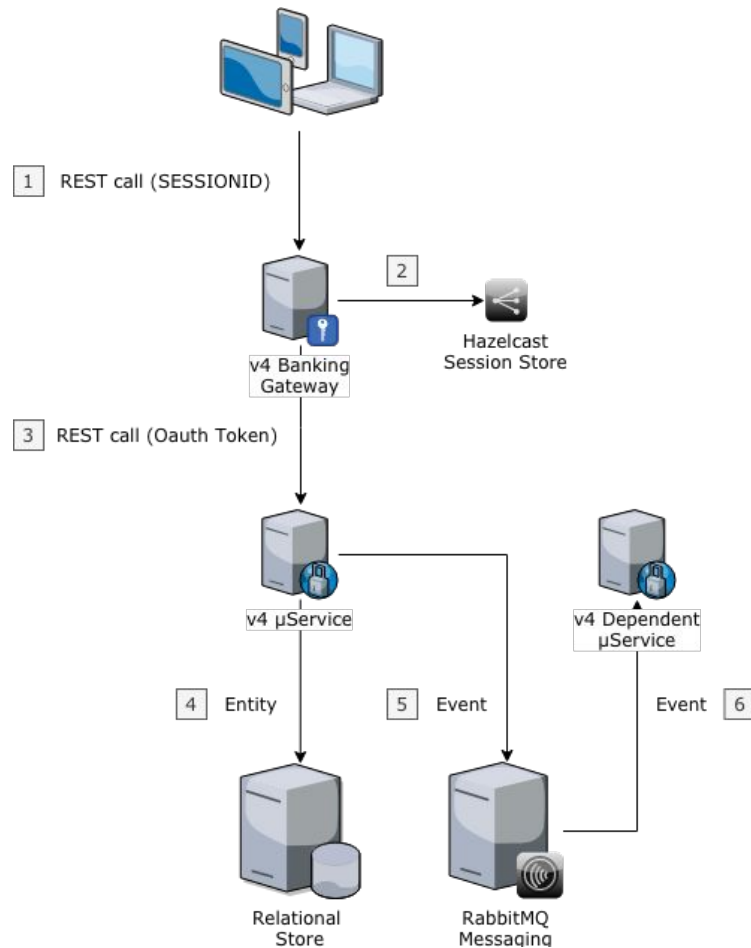 1 REST call (SESSIONID)
2
Hazelcast
Session Store
v4 Banking
Gateway
3 REST call (Oauth Token)
v4 µService
v4 Dependent
µService
4 Entity
5 Event
Event 6
Relational
Store
RabbitMQ
Messaging